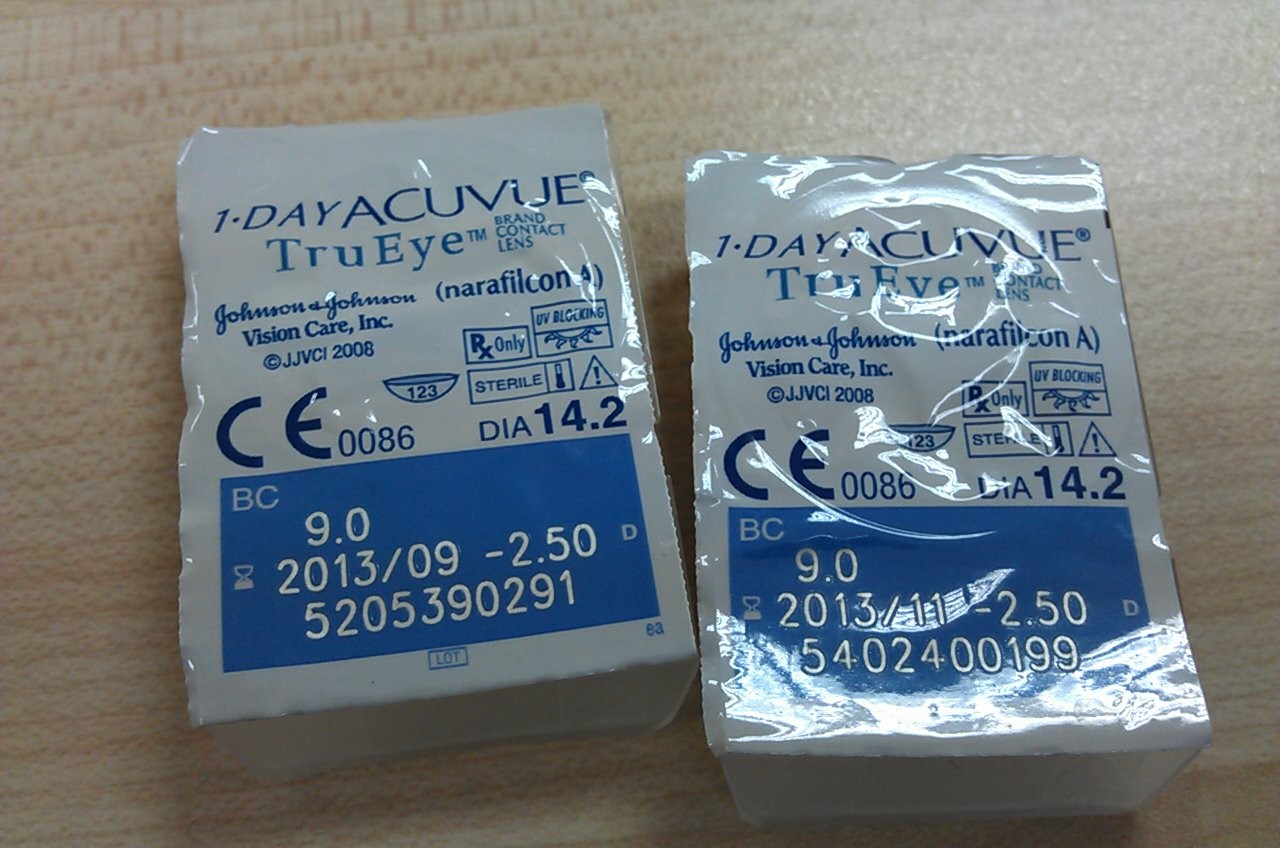 1·DAY ACUVUE®
TruEye™ BRAND
CONTACT
LENS
Johnson & Johnson (narafilcon A)
Vision Care, Inc.
©JJVCI 2008
Rx Only
UV BLOCKING
123
STERILE
CE 0086 DIA 14.2
BC
9.0
2013/09 -2.50 D
5205390291
ea
LOT
1·DAY ACUVUE®
TruEye™ BRAND
CONTACT
LENS
Johnson & Johnson (narafilcon A)
Vision Care, Inc.
©JJVCI 2008
Rx Only
UV BLOCKING
123
STERILE
CE 0086 DIA 14.2
BC
9.0
2013/11 -2.50 D
5402400199